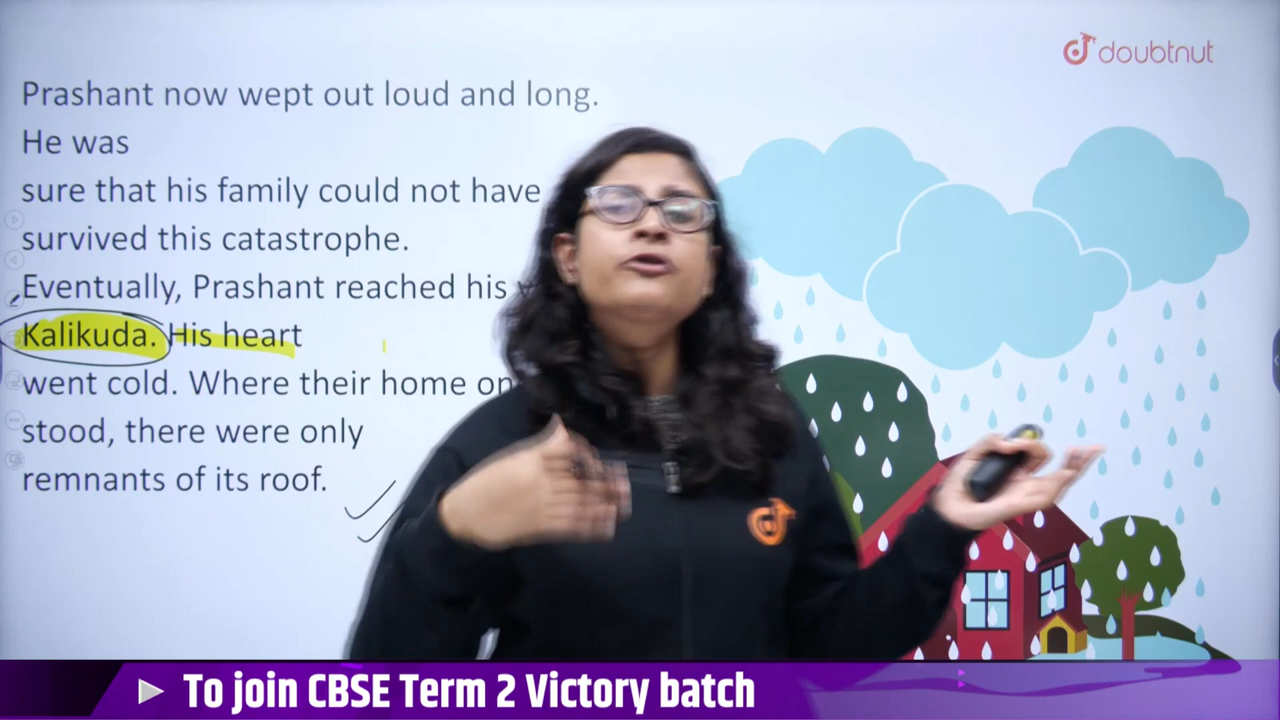 doubtnut
Prashant now wept out loud and long.
He was
sure that his family could not have
survived this catastrophe.
Eventually, Prashant reached his
Kalikuda. His heart
went cold. Where their home
stood, there were only
remnants of its roof.
To join CBSE Term 2 Victory batch